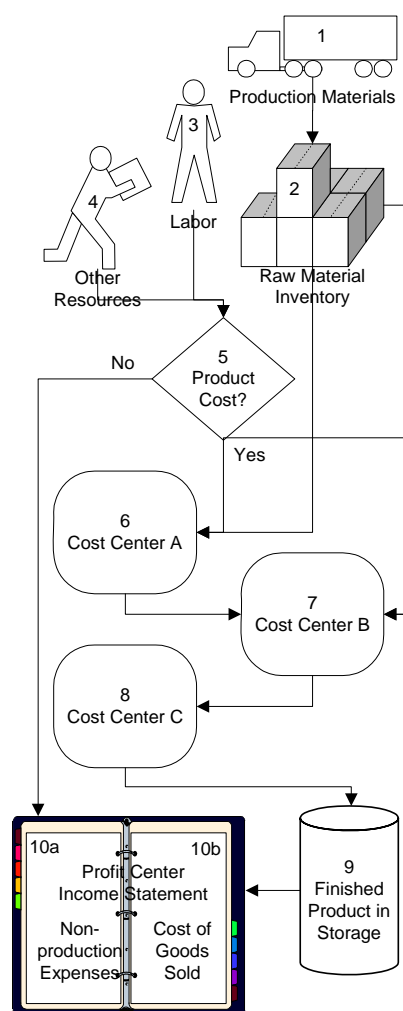 1
Production Materials
3
Labor
2
Raw Material
Inventory
4
Other
Resources
5
Product
Cost?
No
Yes
6
Cost Center A
7
Cost Center B
8
Cost Center C
9
Finished
Product in
Storage
10a
10b
Profit Center
Income Statement
Non-
production
Expenses
Cost of
Goods
Sold